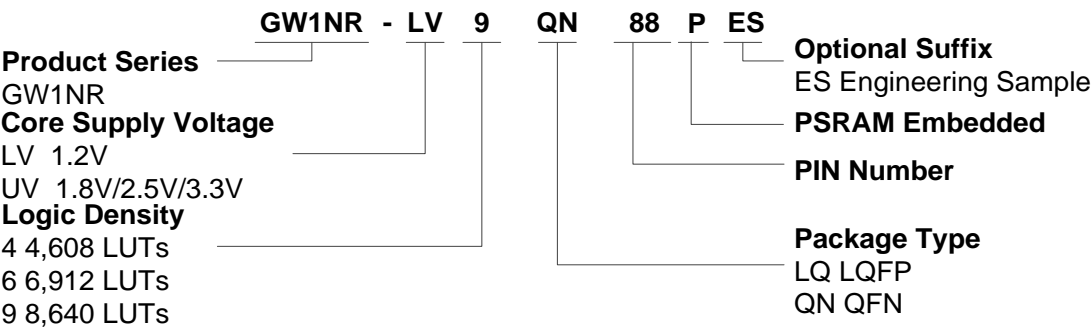 GW1NR - LV 9 QN 88 P ES
Product Series
GW1NR
Core Supply Voltage
LV 1.2V
UV 1.8V/2.5V/3.3V
Logic Density
4 4,608 LUTs
6 6,912 LUTs
9 8,640 LUTs
Optional Suffix
ES Engineering Sample
PSRAM Embedded
PIN Number
Package Type
LQ LQFP
QN QFN